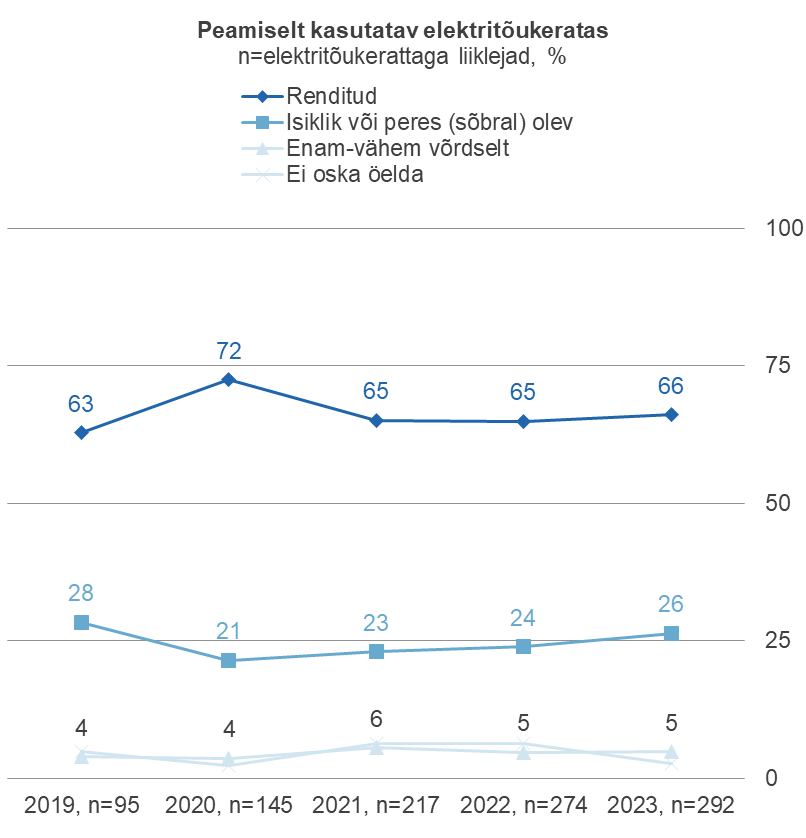 Peamiselt kasutatav elektritõukeratas
n=elektritõukerattaga liiklejad, %
Renditud
Isiklik või peres (sõbral) olev
Enam-vähem võrdselt
Ei oska öelda
100
72
75
63
65
65
66
50
28
21
23
24
26
25
4
4
6
5
5
0
2019, n=95
2020, n=145
2021, n=217
2022, n=274
2023, n=292